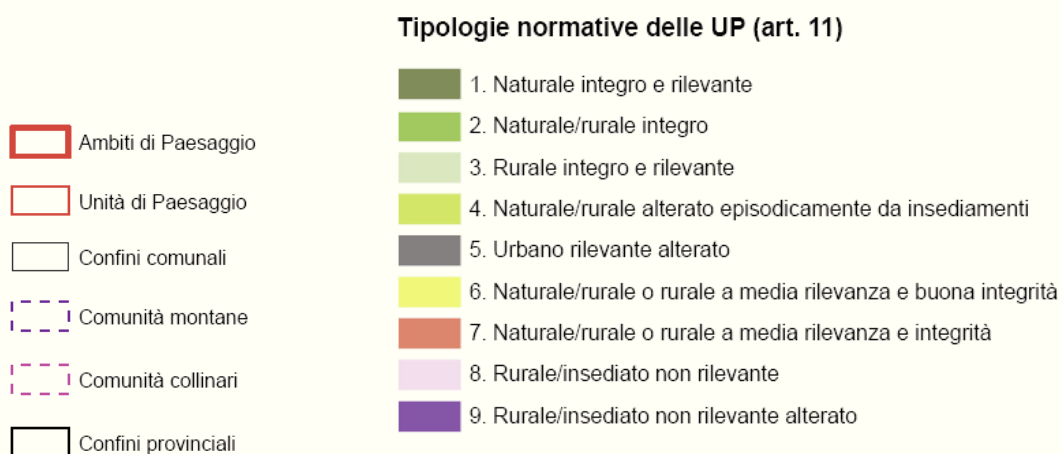 Tipologie normative delle UP (art. 11)
Ambiti di Paesaggio
Unità di Paesaggio
Confini comunali
Comunità montane
Comunità collinari
Confini provinciali
1. Naturale integro e rilevante
2. Naturale/rurale integro
3. Rurale integro e rilevante
4. Naturale/rurale alterato episodicamente da insediamenti
5. Urbano rilevante alterato
6. Naturale/rurale o rurale a media rilevanza e buona integrità
7. Naturale/rurale o rurale a media rilevanza e integrità
8. Rurale/insediato non rilevante
9. Rurale/insediato non rilevante alterato